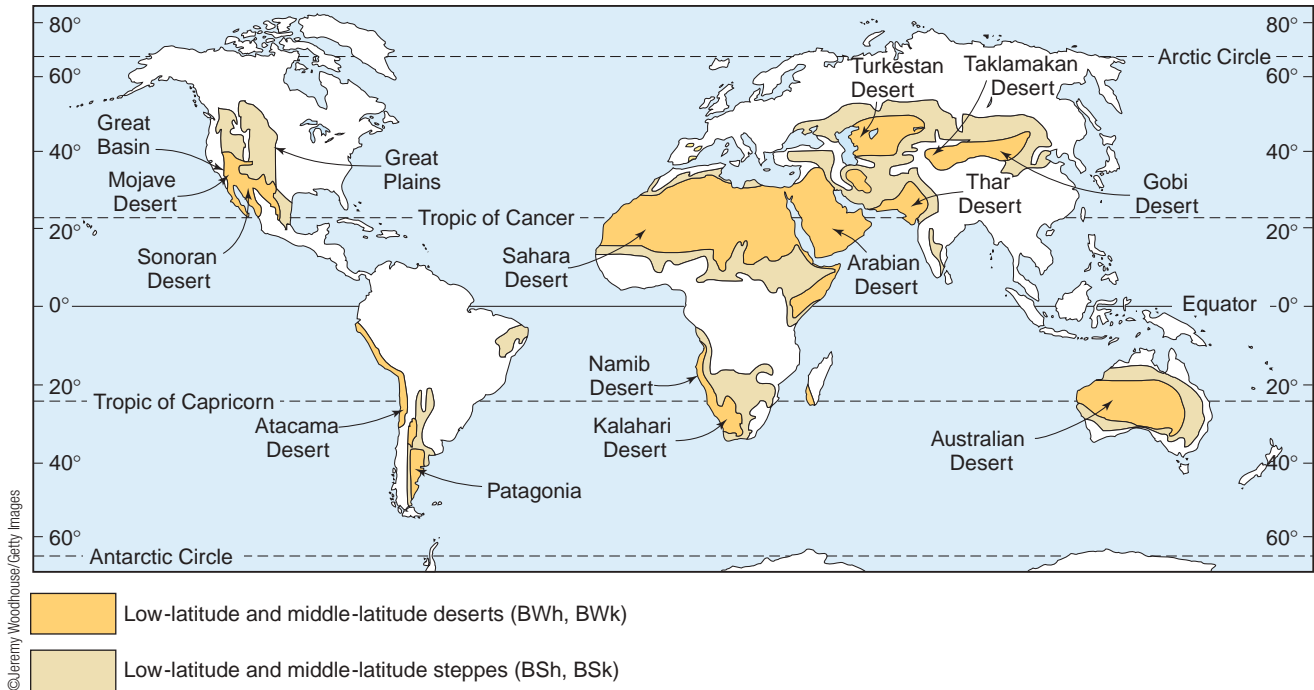 80°
80°
Arctic Circle
60°
60°
Turkestan
Desert
Taklamakan
Desert
Great
Basin
40°
Great
Plains
40°
Mojave
Desert
Thar
Desert
Gobi
Desert
Tropic of Cancer
20°
20°
Sonoran
Desert
Sahara
Desert
Arabian
Desert
0°
Equator
0°
Namib
Desert
20°
20°
Tropic of Capricorn
Atacama
Desert
Kalahari
Desert
Australian
Desert
40°
40°
Patagonia
60°
60°
Antarctic Circle
©Jeremy Woodhouse/Getty Images
Low-latitude and middle-latitude deserts (BWh, BWk)
Low-latitude and middle-latitude steppes (BSh, BSk)